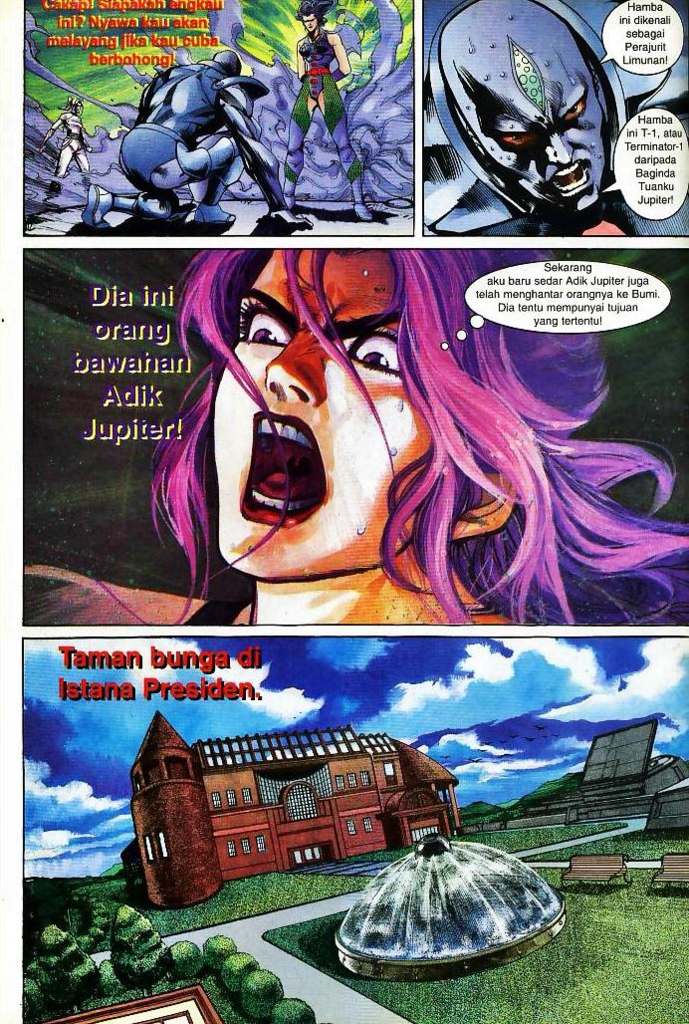 Cakap! Siapakah engkau
ini? Nyawa kau akan
melayang jika kau cuba
berbohong!
Hamba
ini dikenali
sebagai
Perajurit
Limunan!
Hamba
ini T-1, atau
Terminator-1
daripada
Baginda
Tuanku
Jupiter!
Dia ini
orang
bawahan
Adik
Jupiter!
Sekarang
aku baru sedar Adik Jupiter juga
telah menghantar orangnya ke Bumi.
Dia tentu mempunyai tujuan
yang tertentu!
Taman bunga di
Istana Presiden.